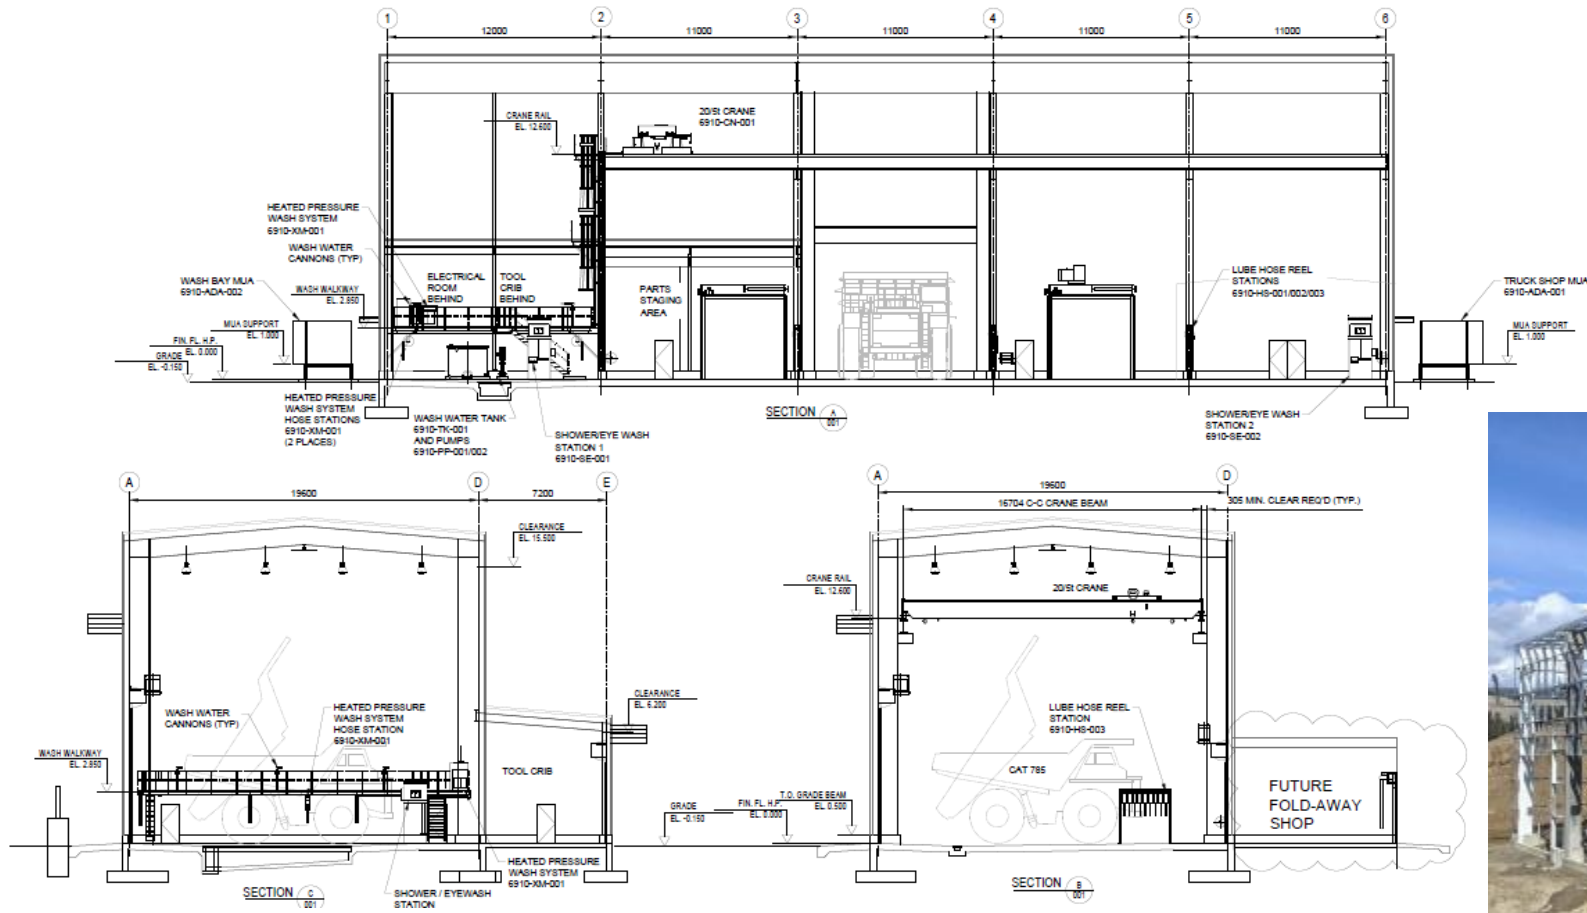 1 2 3 4 5 6
12000 11000 11000 11000 11000
CRANE RAIL
EL. 12.600
20/5t CRANE
6910-CN-001
HEATED PRESSURE
WASH SYSTEM
6910-XM-001
WASH WATER
CANNONS (TYP)
WASH BAY MUA
6910-ADA-002
WASH WALKWAY
EL. 2.850
MUA SUPPORT
EL. 1.000
FIN. FL. H.P.
EL. 0.000
GRADE
EL. -0.150
ELECTRICAL
ROOM
BEHIND
TOOL
CRIB
BEHIND
PARTS
STAGING
AREA
LUBE HOSE REEL
STATIONS
6910-HS-001/002/003
TRUCK SHOP MUA
6910-ADA-001
MUA SUPPORT
EL. 1.000
HEATED PRESSURE
WASH SYSTEM
HOSE STATIONS
6910-XM-001
(2 PLACES)
WASH WATER TANK
6910-TK-001
AND PUMPS
6910-PP-001/002
SHOWER/EYE WASH
STATION 1
6910-SE-001
SECTION A
001
SHOWER/EYE WASH
STATION 2
6910-SE-002
A D E
19600 7200
CLEARANCE
EL. 15.500
CLEARANCE
EL. 6.200
WASH WATER
CANNONS (TYP)
HEATED PRESSURE
WASH SYSTEM
HOSE STATION
6910-XM-001
WASH WALKWAY
EL. 2.850
TOOL CRIB
GRADE
EL. -0.150
HEATED PRESSURE
WASH SYSTEM
6910-XM-001
SHOWER / EYEWASH
STATION
SECTION C
001
A D
19600
16704 C-C CRANE BEAM
305 MIN. CLEAR REQ'D (TYP.)
CRANE RAIL
EL. 12.600
20/5t CRANE
LUBE HOSE REEL
STATION
6910-HS-003
CAT 785
T.O. GRADE BEAM
EL. 0.500
FIN. FL. H.P.
EL. 0.000
FUTURE
FOLD-AWAY
SHOP
SECTION B
001